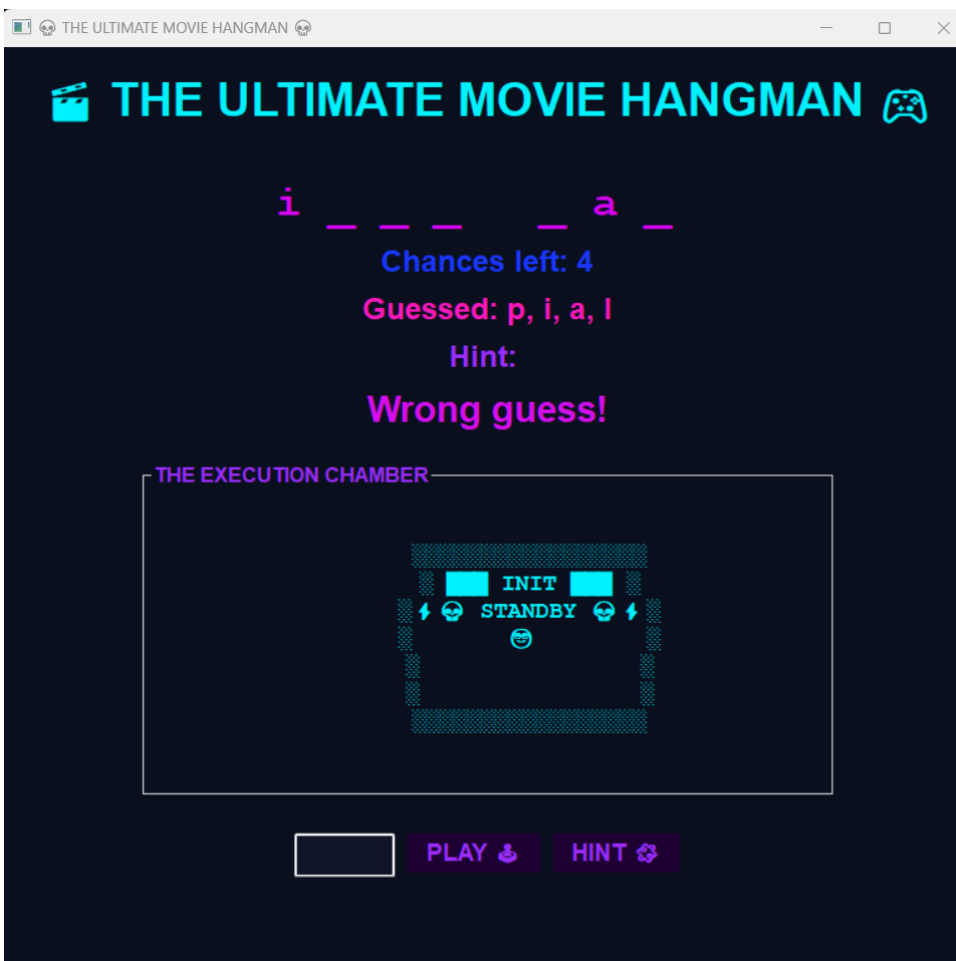 💀 THE ULTIMATE MOVIE HANGMAN 💀
🎬 THE ULTIMATE MOVIE HANGMAN 🎮
i _ _ _   _ a _
Chances left: 4
Guessed: p, i, a, l
Hint:
Wrong guess!
THE EXECUTION CHAMBER
░░░░░░░░░░░░░░░░░
░ ███ INIT ███ ░
░⚡💀 STANDBY 💀⚡░
PLAY 🕹 HINT